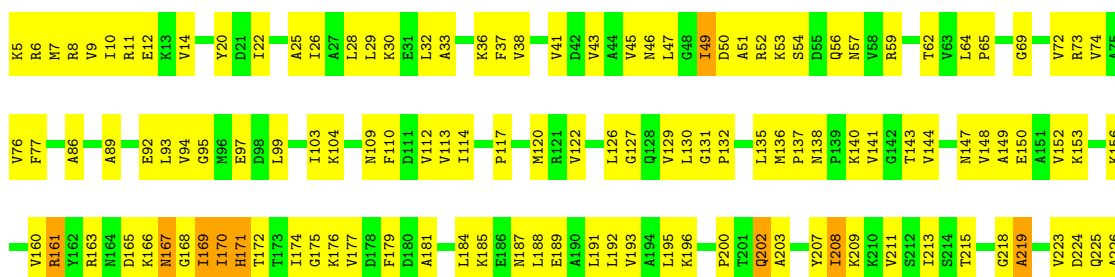 K5 R6 M7 R8 V9 I10 R11 E12 K13 V14 Y20 D21 I22 A25 I26 A27 L28 L29 K30 E31 L32 A33 K36 F37 V38 V41 D42 V43 A44 V45 N46 L47 G48 I49 D50 A51 R52 K53 S54 D55 Q56 N57 V58 R59 T62 V63 L64 P65 G69 V72 R73 V74 A75
V76 F77 A86 A89 E92 L93 V94 G95 M96 E97 D98 L99 I103 K104 N109 F110 D111 V112 V113 I114 P117 M120 R121 V122 L126 G127 Q128 V129 L130 G131 P132 L135 M136 P137 N138 P139 K140 V141 G142 T143 V144 N147 V148 A149 E150 A151 V152 K153 K156
V160 R161 Y162 R163 N164 D165 K166 N167 G168 I169 I170 H171 T172 T173 I174 G175 K176 V177 D178 F179 D180 A181 L184 K185 E186 N187 L188 E189 A190 L191 L192 V193 A194 L195 K196 P200 T201 Q202 A203 Y207 I208 K209 K210 V211 S212 I213 S214 T215 G218 A219 V223 D224 Q225